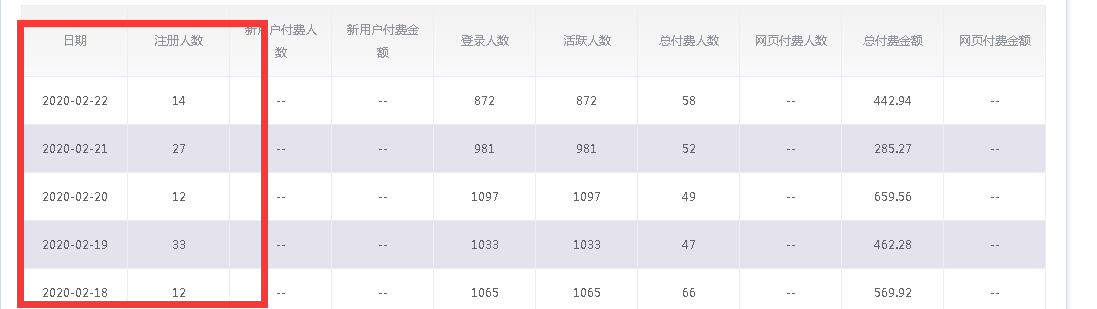 日期 注册人数 新用户付费人数 新用户付费金额 登录人数 活跃人数 总付费人数 网页付费人数 总付费金额 网页付费金额
2020-02-22 14 -- -- 872 872 58 -- 442.94 --
2020-02-21 27 -- -- 981 981 52 -- 285.27 --
2020-02-20 12 -- -- 1097 1097 49 -- 659.56 --
2020-02-19 33 -- -- 1033 1033 47 -- 462.28 --
2020-02-18 12 -- -- 1065 1065 66 -- 569.92 --